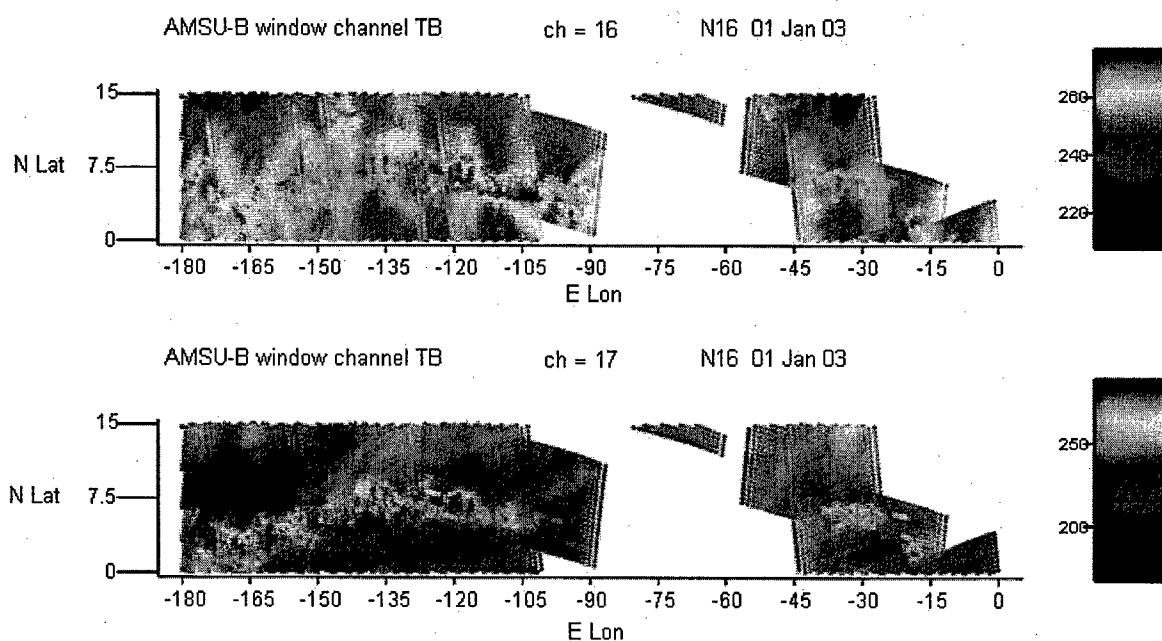 AMSU-B window channel TB ch = 16 N16 01 Jan 03
15
7.5
0
N Lat
-180 -165 -150 -135 -120 -105 -90 -75 -60 -45 -30 -15 0
E Lon
260
240
220
AMSU-B window channel TB ch = 17 N16 01 Jan 03
15
7.5
0
N Lat
-180 -165 -150 -135 -120 -105 -90 -75 -60 -45 -30 -15 0
E Lon
250
200